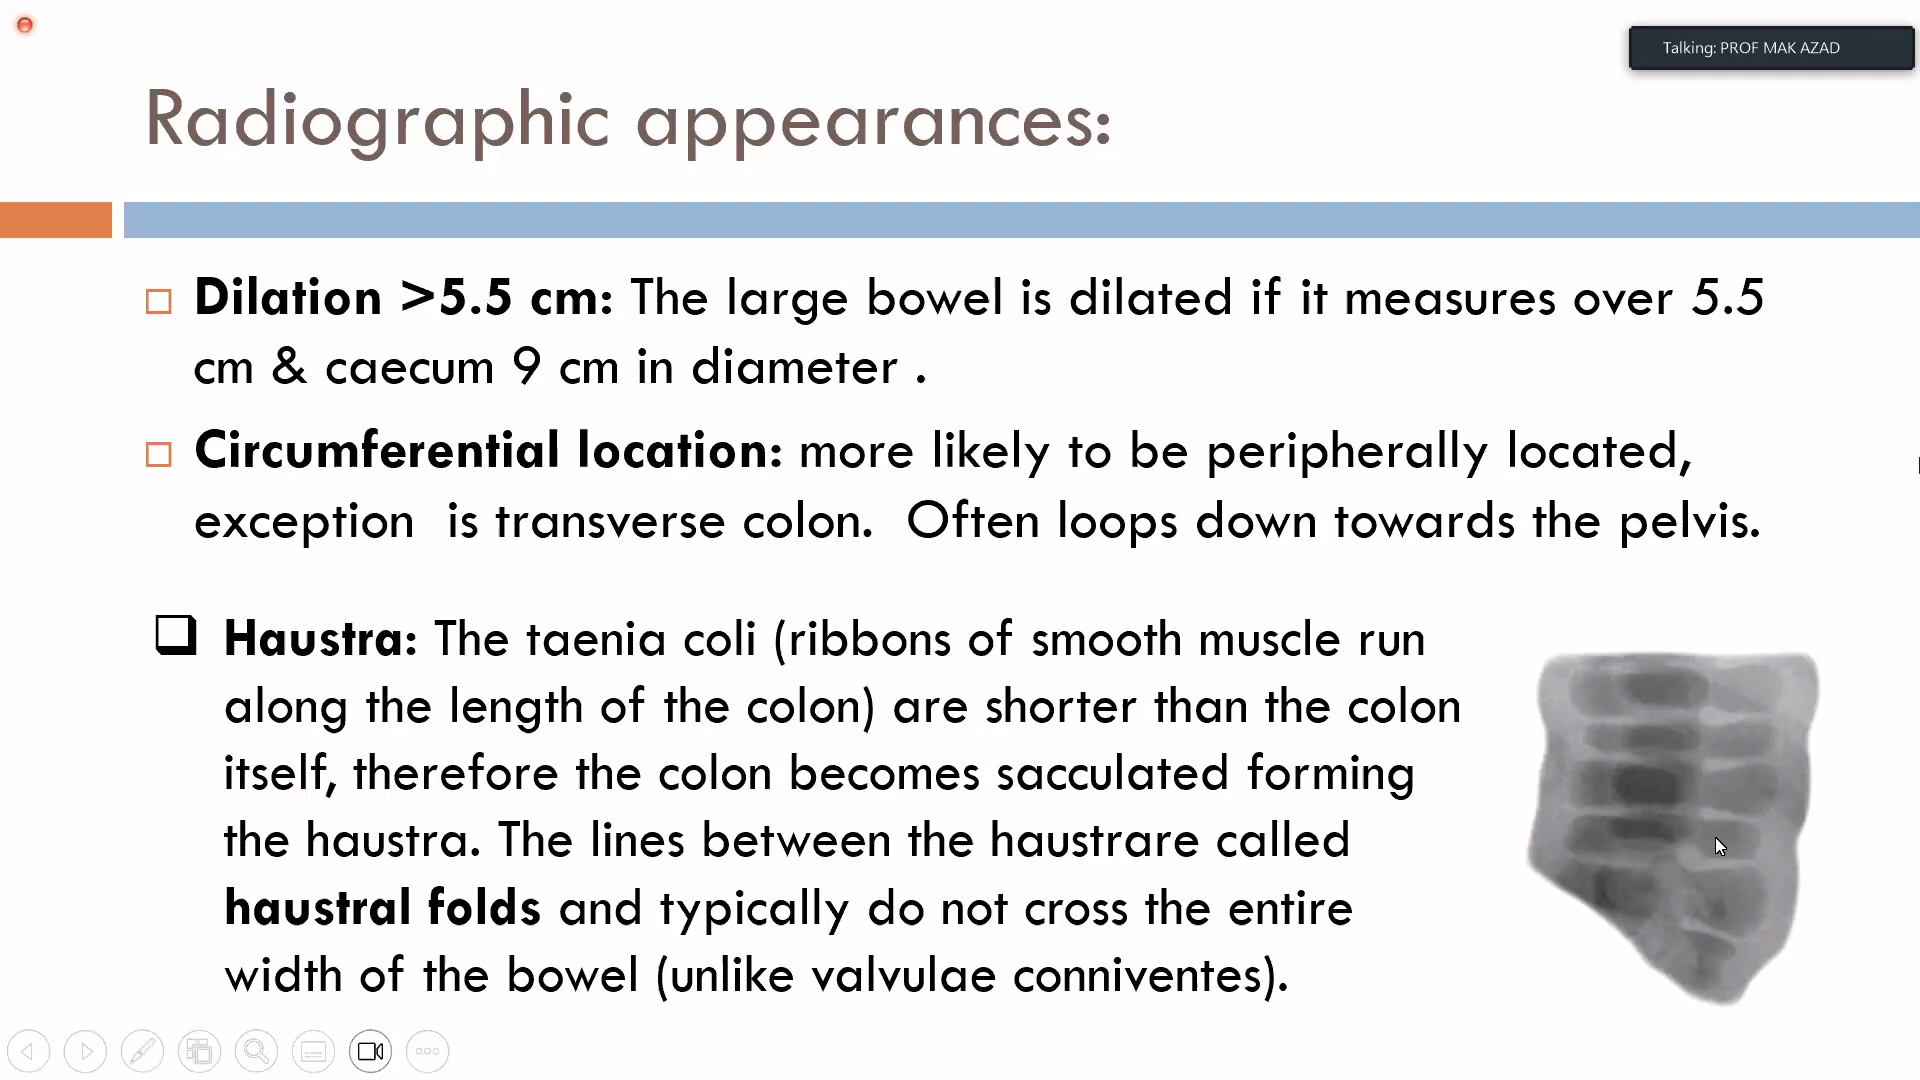 Talking: PROF MAK AZAD
Radiographic appearances:
Dilation >5.5 cm: The large bowel is dilated if it measures over 5.5
cm & caecum 9 cm in diameter .
Circumferential location: more likely to be peripherally located,
exception  is transverse colon.  Often loops down towards the pelvis.
Haustra: The taenia coli (ribbons of smooth muscle run
along the length of the colon) are shorter than the colon
itself, therefore the colon becomes sacculated forming
the haustra. The lines between the haustrare called
haustral folds and typically do not cross the entire
width of the bowel (unlike valvulae conniventes).